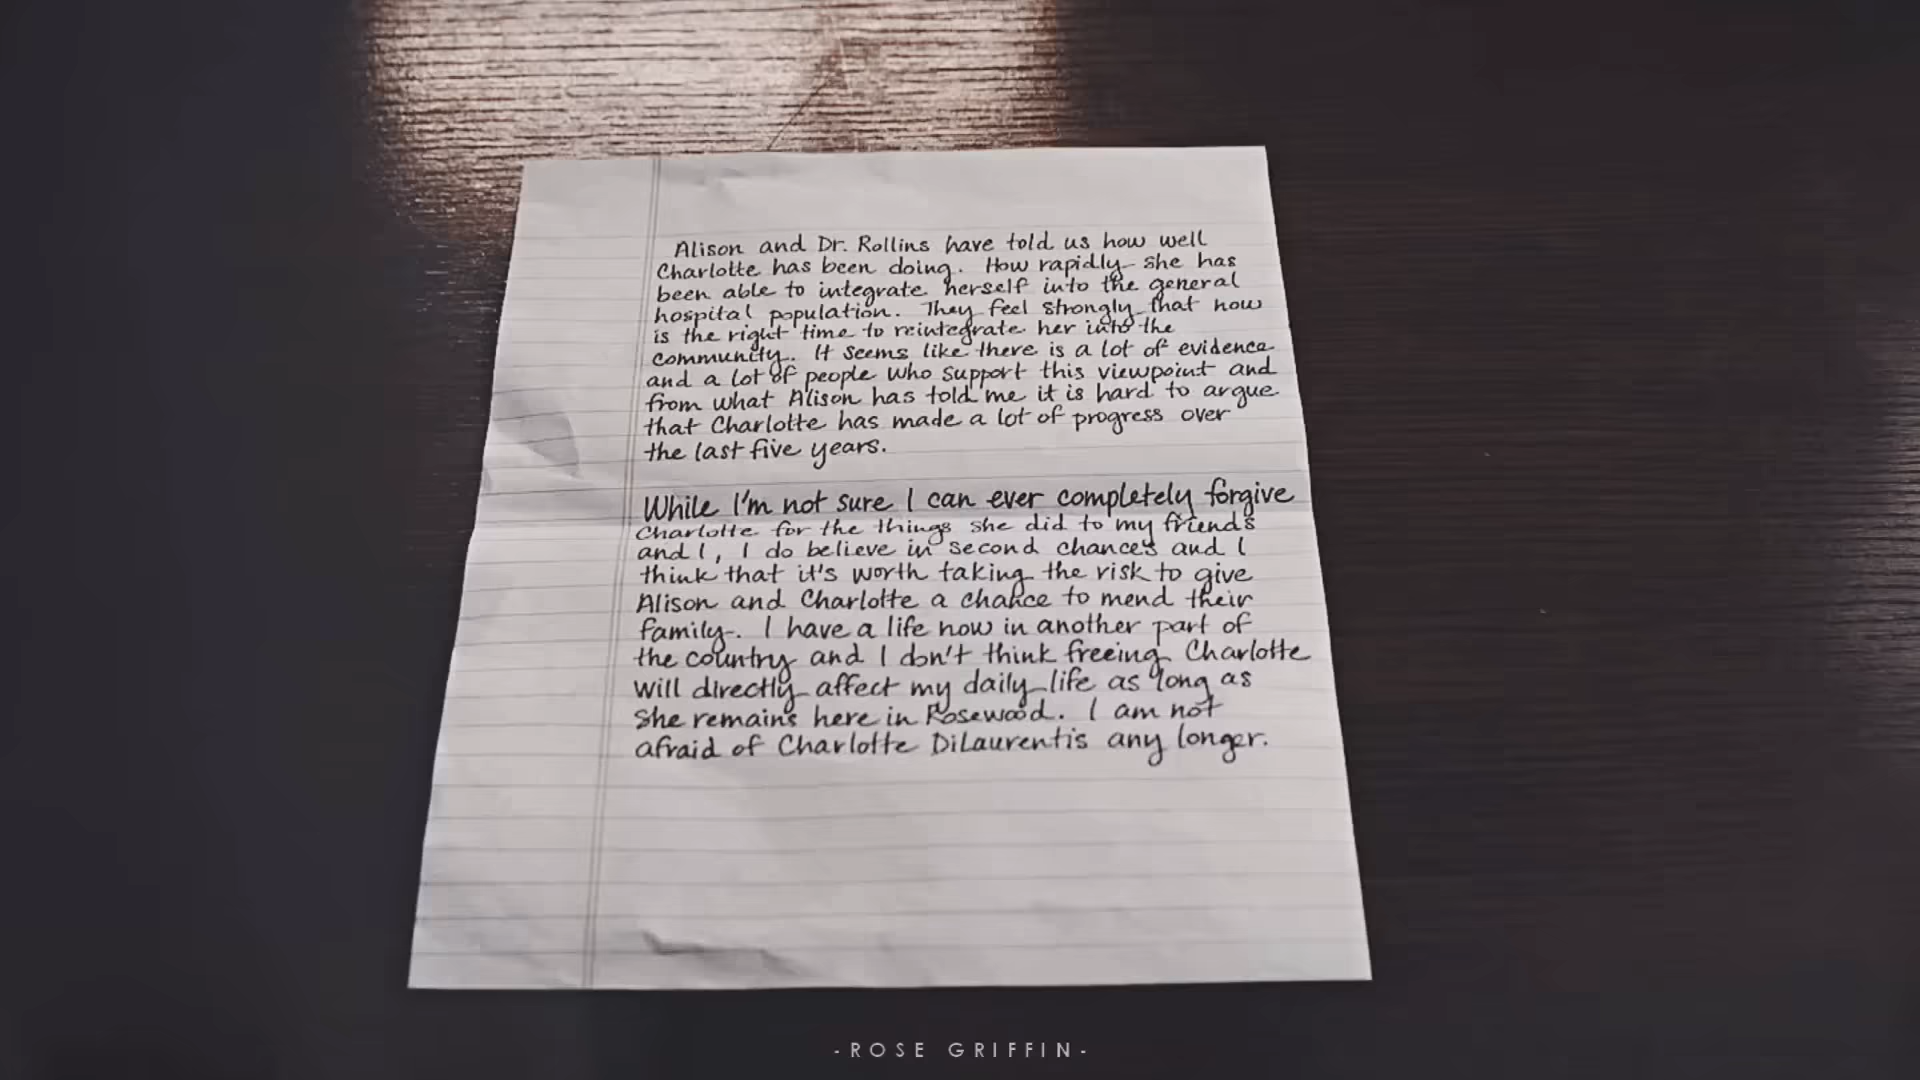 Alison and Dr. Rollins have told us how well
Charlotte has been doing. How rapidly she has
been able to integrate herself into the general
hospital population. They feel strongly that now
is the right time to reintegrate her into the
community. It seems like there is a lot of evidence
and a lot of people who support this viewpoint and
from what Alison has told me it is hard to argue
that Charlotte has made a lot of progress over
the last five years.
While I'm not sure I can ever completely forgive
Charlotte for the things she did to my friends
and I, I do believe in second chances and I
think that it's worth taking the risk to give
Alison and Charlotte a chance to mend their
family. I have a life now in another part of
the country and I don't think freeing Charlotte
will directly affect my daily life as long as
she remains here in Rosewood. I am not
afraid of Charlotte DiLaurentis any longer.
-ROSE GRIFFIN-